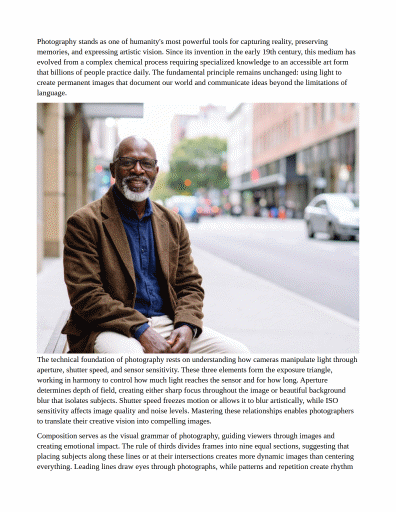 Photography stands as one of humanity's most powerful tools for capturing reality, preserving
memories, and expressing artistic vision. Since its invention in the early 19th century, this medium has
evolved from a complex chemical process requiring specialized knowledge to an accessible art form
that billions of people practice daily. The fundamental principle remains unchanged: using light to
create permanent images that document our world and communicate ideas beyond the limitations of
language.
The technical foundation of photography rests on understanding how cameras manipulate light through
aperture, shutter speed, and sensor sensitivity. These three elements form the exposure triangle,
working in harmony to control how much light reaches the sensor and for how long. Aperture
determines depth of field, creating either sharp focus throughout the image or beautiful background
blur that isolates subjects. Shutter speed freezes motion or allows it to blur artistically, while ISO
sensitivity affects image quality and noise levels. Mastering these relationships enables photographers
to translate their creative vision into compelling images.
Composition serves as the visual grammar of photography, guiding viewers through images and
creating emotional impact. The rule of thirds divides frames into nine equal sections, suggesting that
placing subjects along these lines or at their intersections creates more dynamic images than centering
everything. Leading lines draw eyes through photographs, while patterns and repetition create rhythm